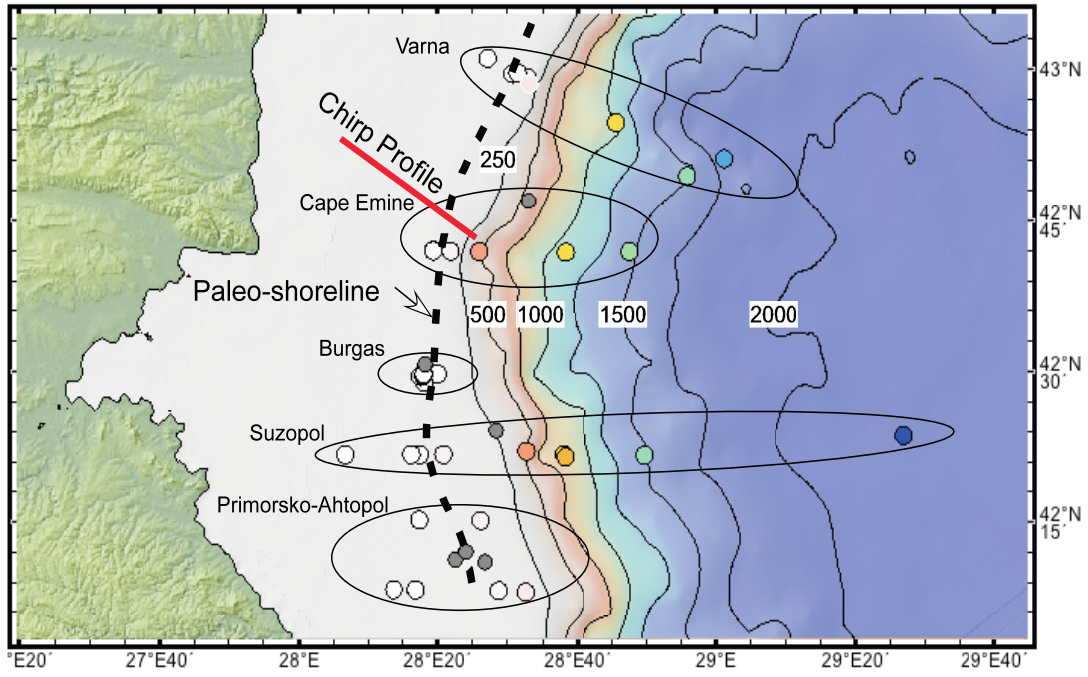 Varna
43°N
Chirp Profile
250
Cape Emine
42°N
45´
Paleo-shoreline
500
1000
1500
2000
Burgas
42°N
30´
Suzopol
Primorsko-Ahtopol
42°N
15´
°E20´
27°E40´
28°E
28°E20´
28°E40´
29°E
29°E20´
29°E40´